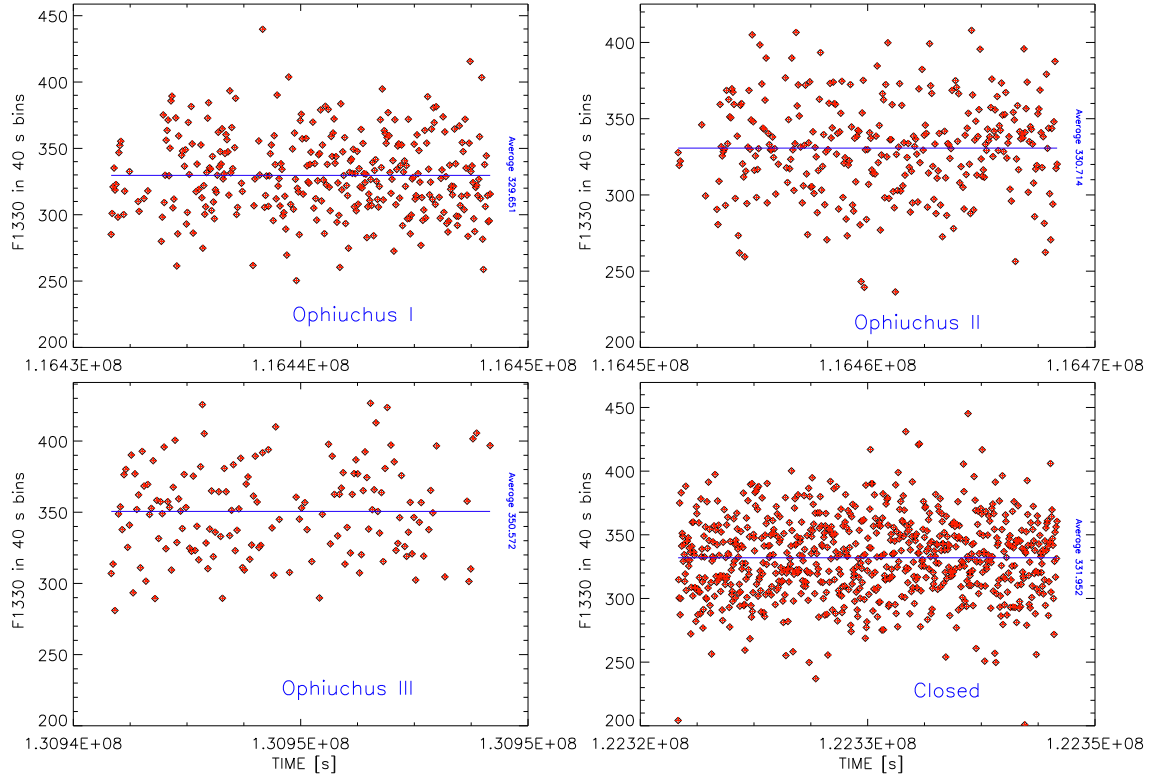 F1330 in 40 s bins
450
400
350
300
250
200
Average 329.651
Ophiuchus I
1.1643E+08
1.1644E+08
1.1645E+08
F1330 in 40 s bins
400
350
300
250
200
Average 330.714
Ophiuchus II
1.1645E+08
1.1646E+08
1.1647E+08
F1330 in 40 s bins
400
350
300
250
200
Average 350.572
Ophiuchus III
1.3094E+08
1.3095E+08
1.3095E+08
TIME [s]
F1330 in 40 s bins
450
400
350
300
250
200
Average 331.952
Closed
1.2232E+08
1.2233E+08
1.2235E+08
TIME [s]